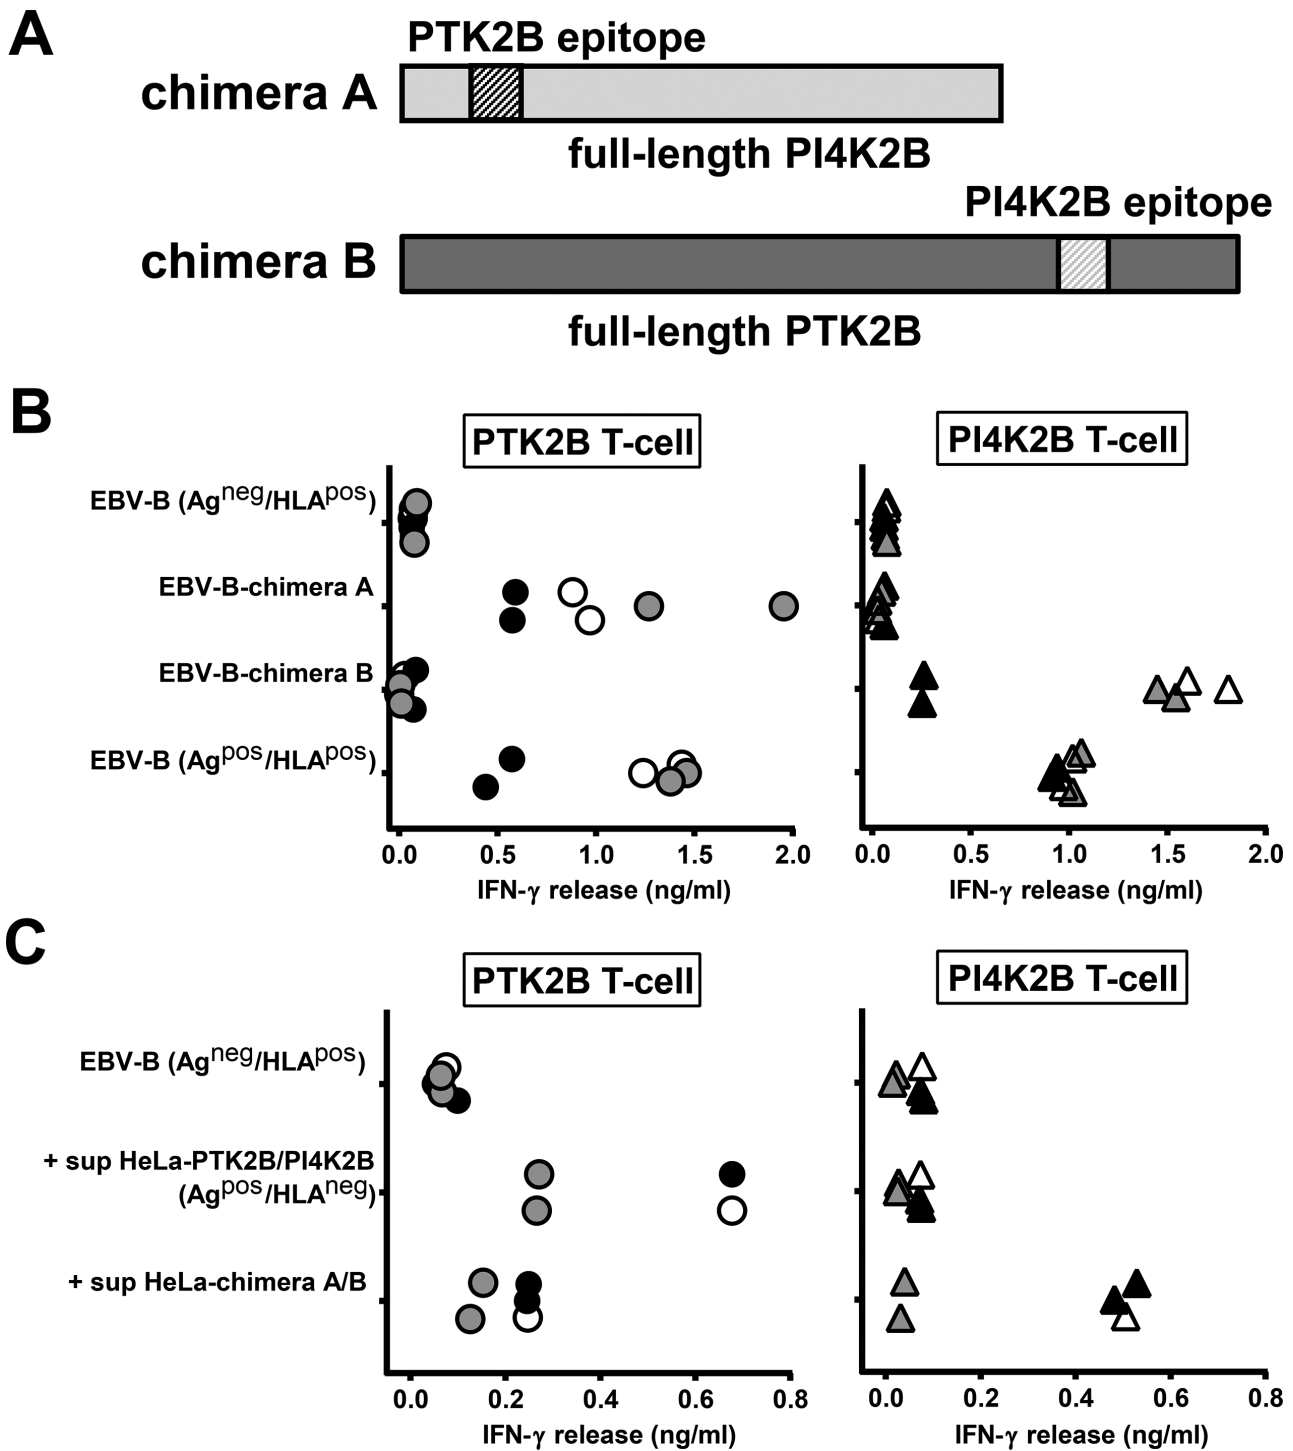 A
PTK2B epitope
chimera A
full-length PI4K2B
PI4K2B epitope
chimera B
full-length PTK2B
B
PTK2B T-cell
PI4K2B T-cell
EBV-B (Agneg/HLApos)
EBV-B-chimera A
EBV-B-chimera B
EBV-B (Agpos/HLApos)
0.0 0.5 1.0 1.5 2.0
0.0 0.5 1.0 1.5 2.0
IFN-γ release (ng/ml)
IFN-γ release (ng/ml)
C
PTK2B T-cell
PI4K2B T-cell
EBV-B (Agneg/HLApos)
+ sup HeLa-PTK2B/PI4K2B
(Agpos/HLAneg)
+ sup HeLa-chimera A/B
0.0 0.2 0.4 0.6 0.8
0.0 0.2 0.4 0.6 0.8
IFN-γ release (ng/ml)
IFN-γ release (ng/ml)